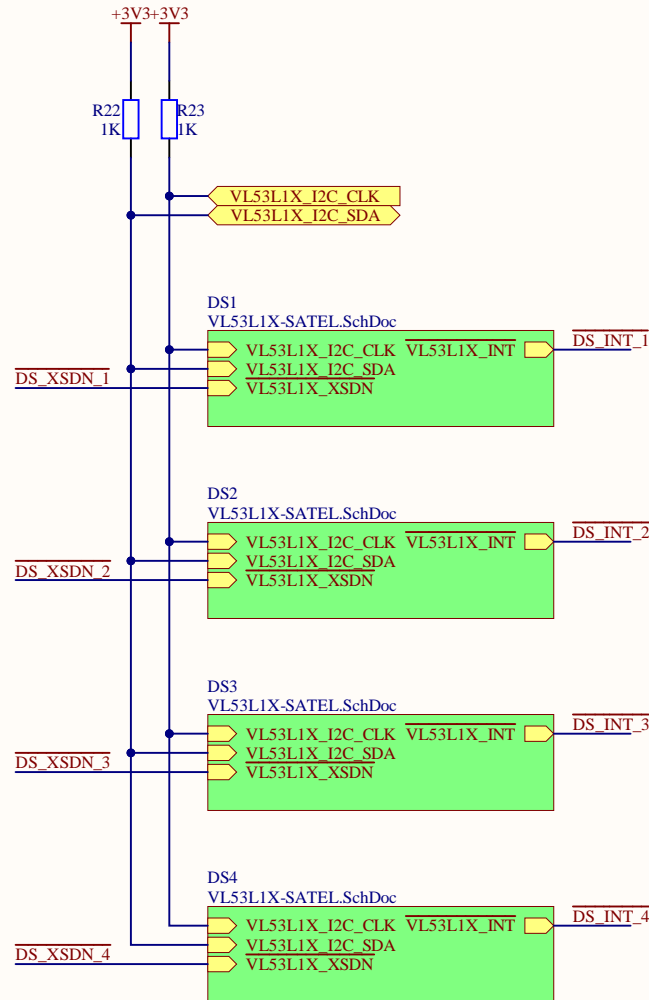 +3V3 +3V3
R22 R23
1K 1K
VL53L1X_I2C_CLK
VL53L1X_I2C_SDA
DS1
VL53L1X-SATEL.SchDoc
VL53L1X_I2C_CLK VL53L1X_INT DS_INT_1
VL53L1X_I2C_SDA
DS_XSDN_1 VL53L1X_XSDN
DS2
VL53L1X-SATEL.SchDoc
VL53L1X_I2C_CLK VL53L1X_INT DS_INT_2
VL53L1X_I2C_SDA
DS_XSDN_2 VL53L1X_XSDN
DS3
VL53L1X-SATEL.SchDoc
VL53L1X_I2C_CLK VL53L1X_INT DS_INT_3
VL53L1X_I2C_SDA
DS_XSDN_3 VL53L1X_XSDN
DS4
VL53L1X-SATEL.SchDoc
VL53L1X_I2C_CLK VL53L1X_INT DS_INT_4
VL53L1X_I2C_SDA
DS_XSDN_4 VL53L1X_XSDN